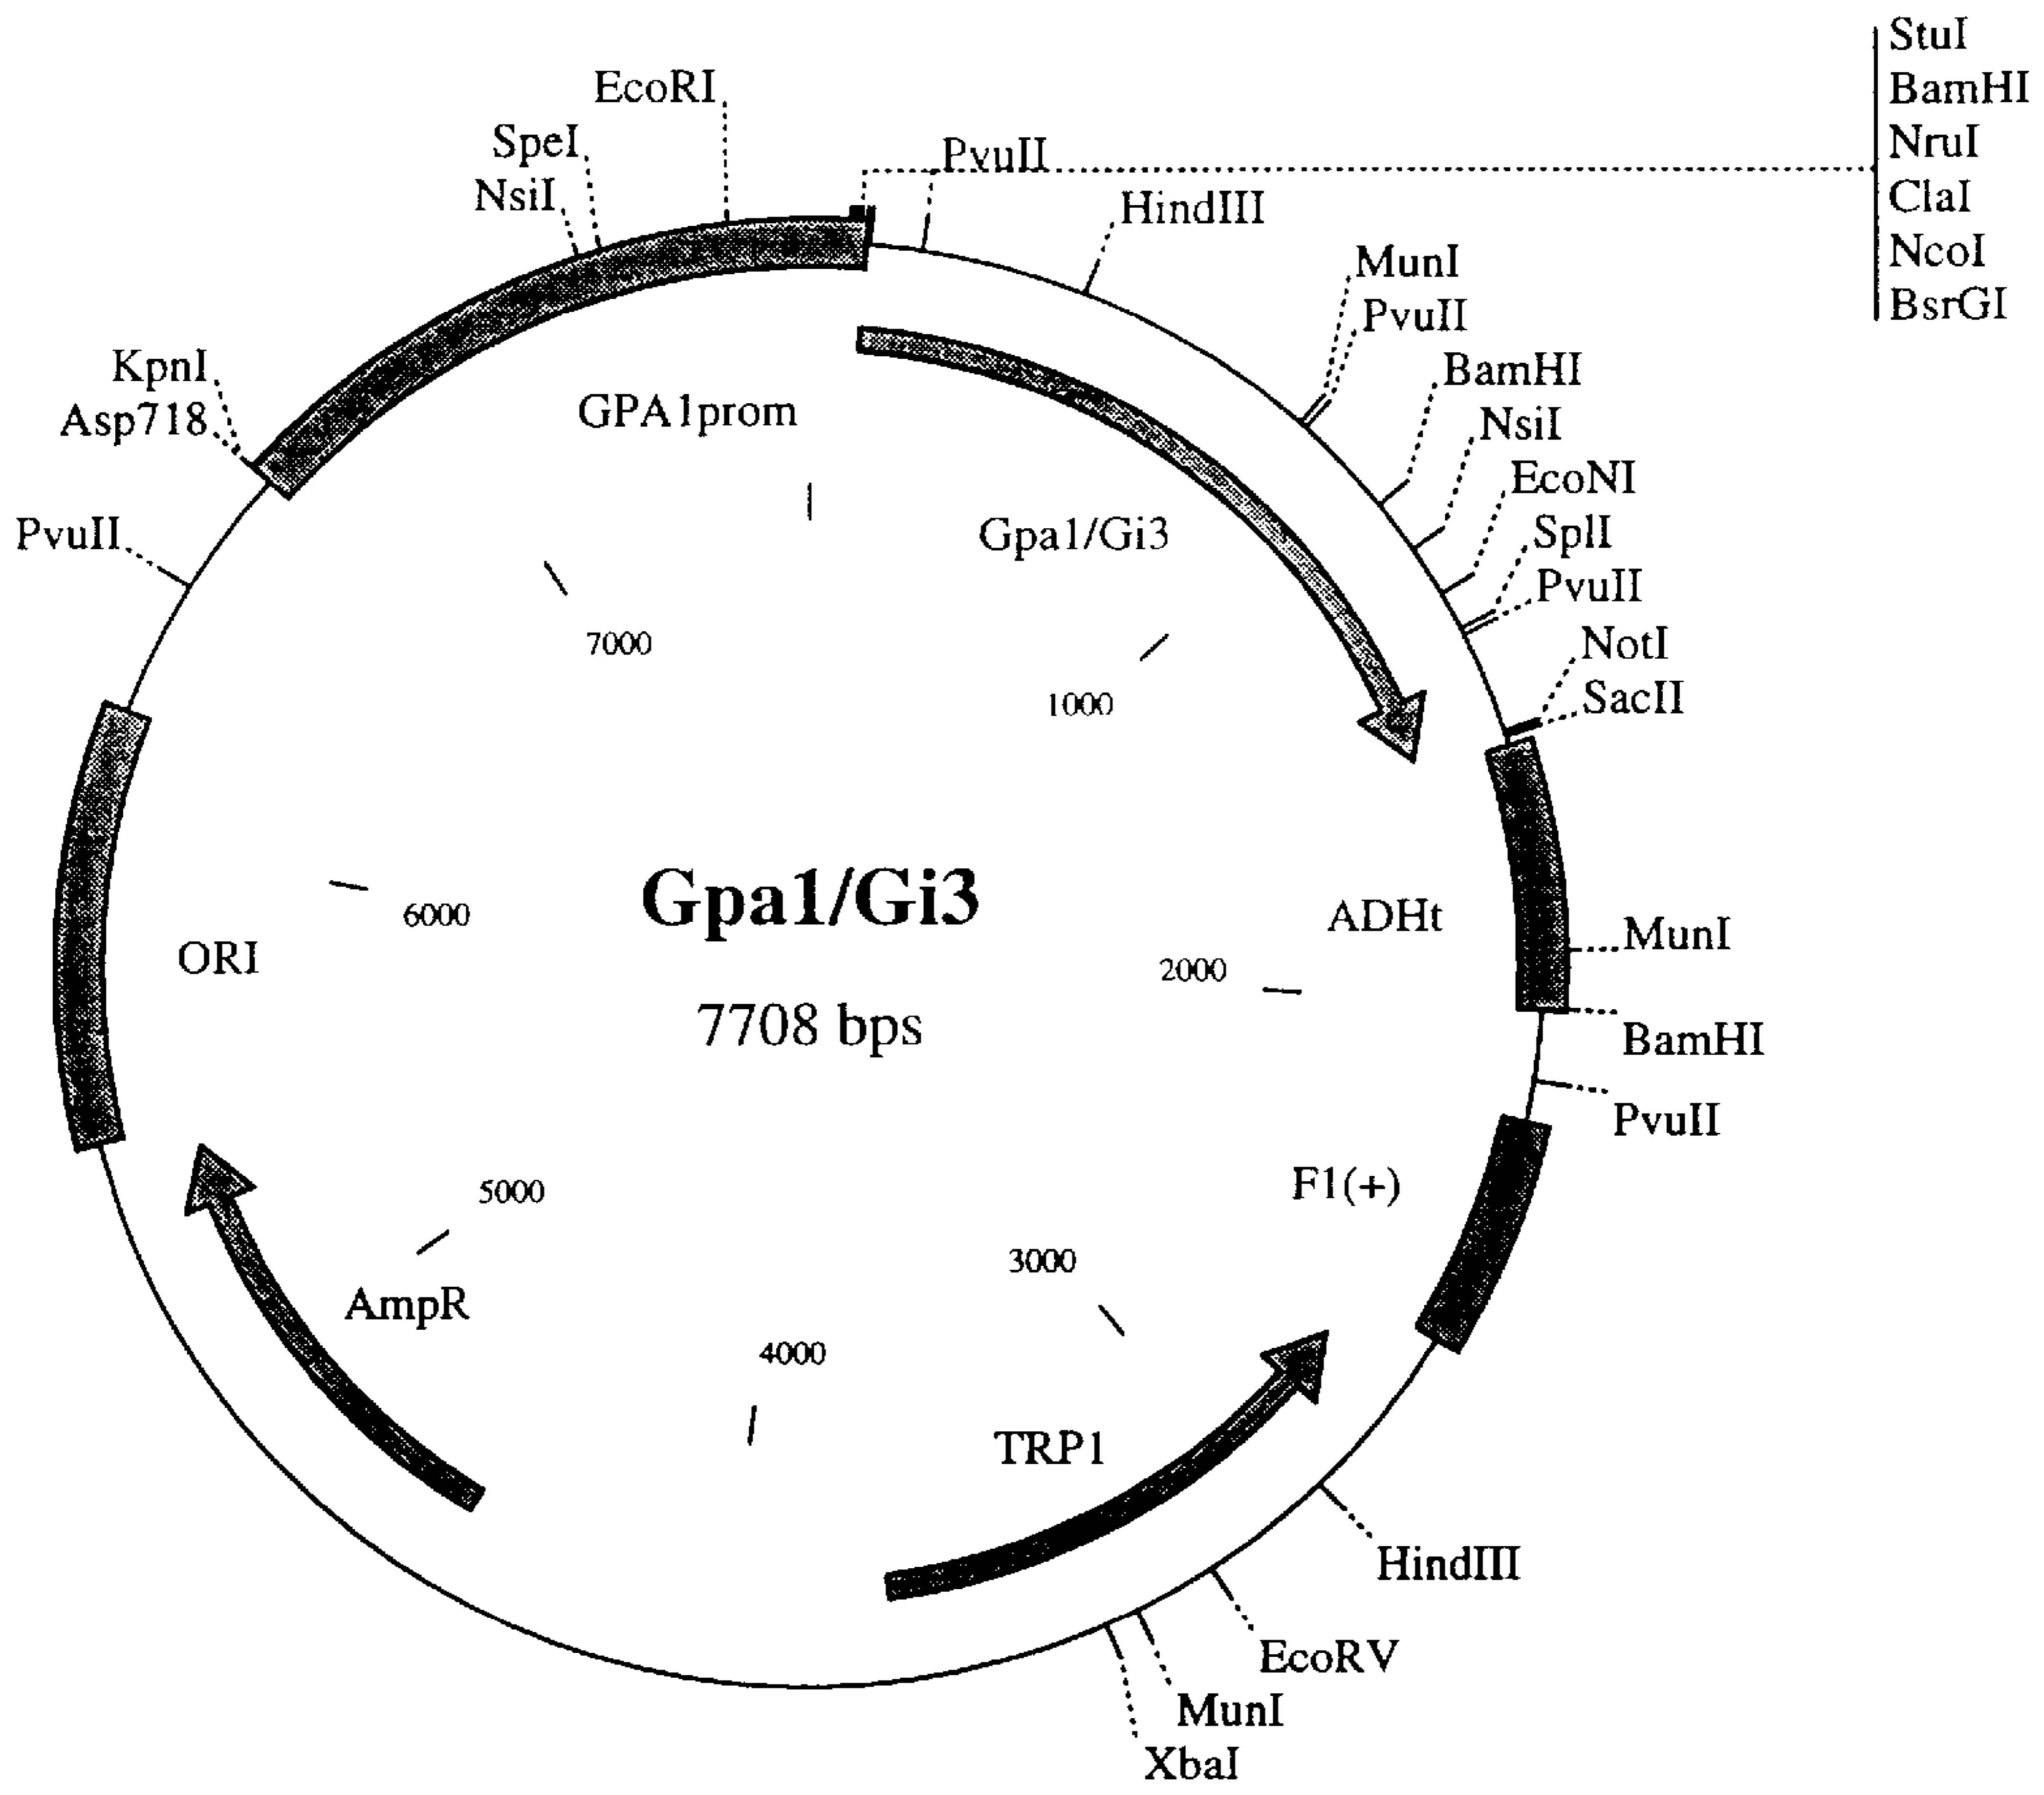 StuI
BamHI
NruI
ClaI
NcoI
BsrGI
EcoRI
SpeI
NsiI
PvuII
HindIII
MunI
PvuII
BamHI
NsiI
EcoNI
SplI
PvuII
NotI
SacII
KpnI
Asp718
PvuII
GPA1prom
Gpa1/Gi3
7000
1000
Gpa1/Gi3
7708 bps
6000
ORI
2000
ADHt
MunI
BamHI
PvuII
F1(+)
5000
AmpR
3000
4000
TRP1
HindIII
EcoRV
MunI
XbaI